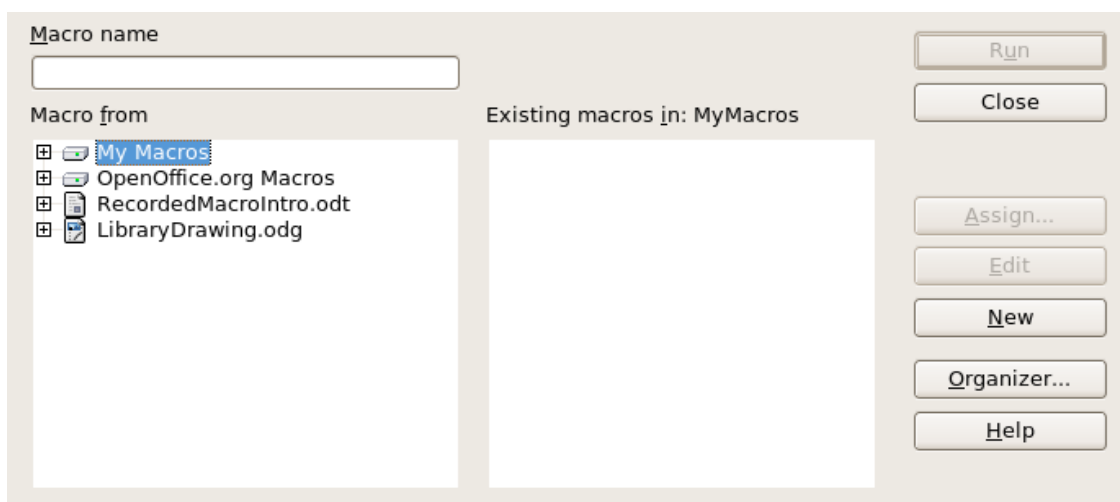 Macro name
Run
Close
Macro from
Existing macros in: MyMacros
My Macros
OpenOffice.org Macros
RecordedMacroIntro.odt
LibraryDrawing.odg
Assign...
Edit
New
Organizer...
Help